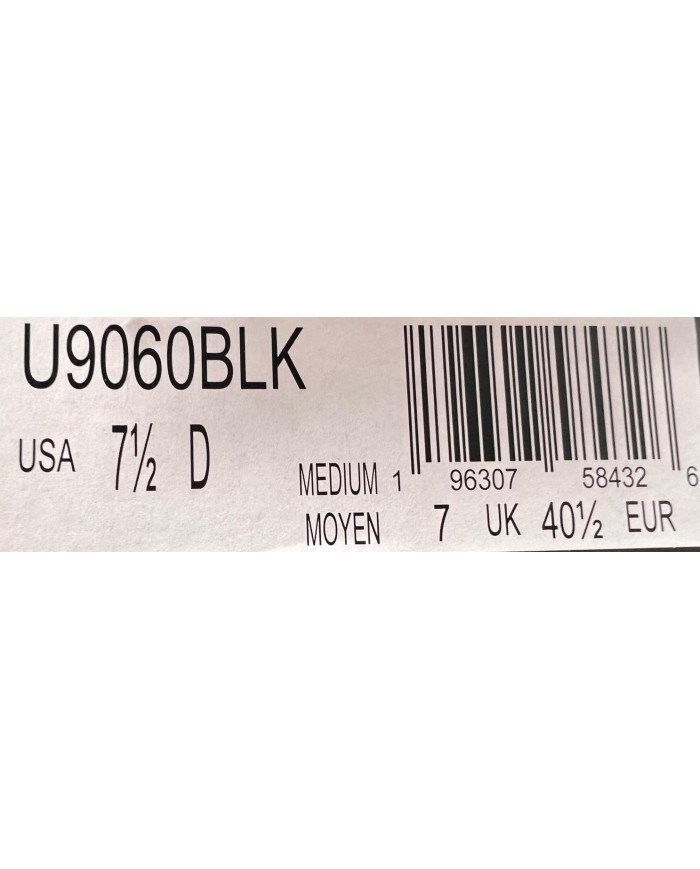 U9060BLK
USA 7½ D
MEDIUM 1 96307 58432 6
MOYEN 7 UK 40½ EUR